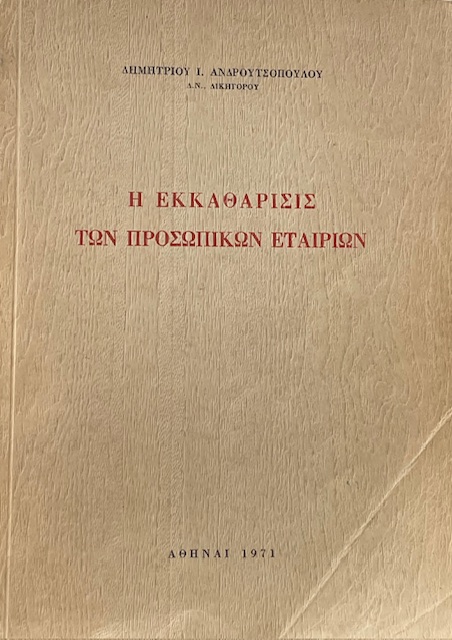 ΔΗΜΗΤΡΙΟΥ Ι. ΑΝΔΡΟΥΤΣΟΠΟΥΛΟΥ
Δ.Ν., ΔΙΚΗΓΟΡΟΥ
Η ΕΚΚΑΘΑΡΙΣΙΣ
ΤΩΝ ΠΡΟΣΩΠΙΚΩΝ ΕΤΑΙΡΙΩΝ
ΑΘΗΝΑΙ 1971